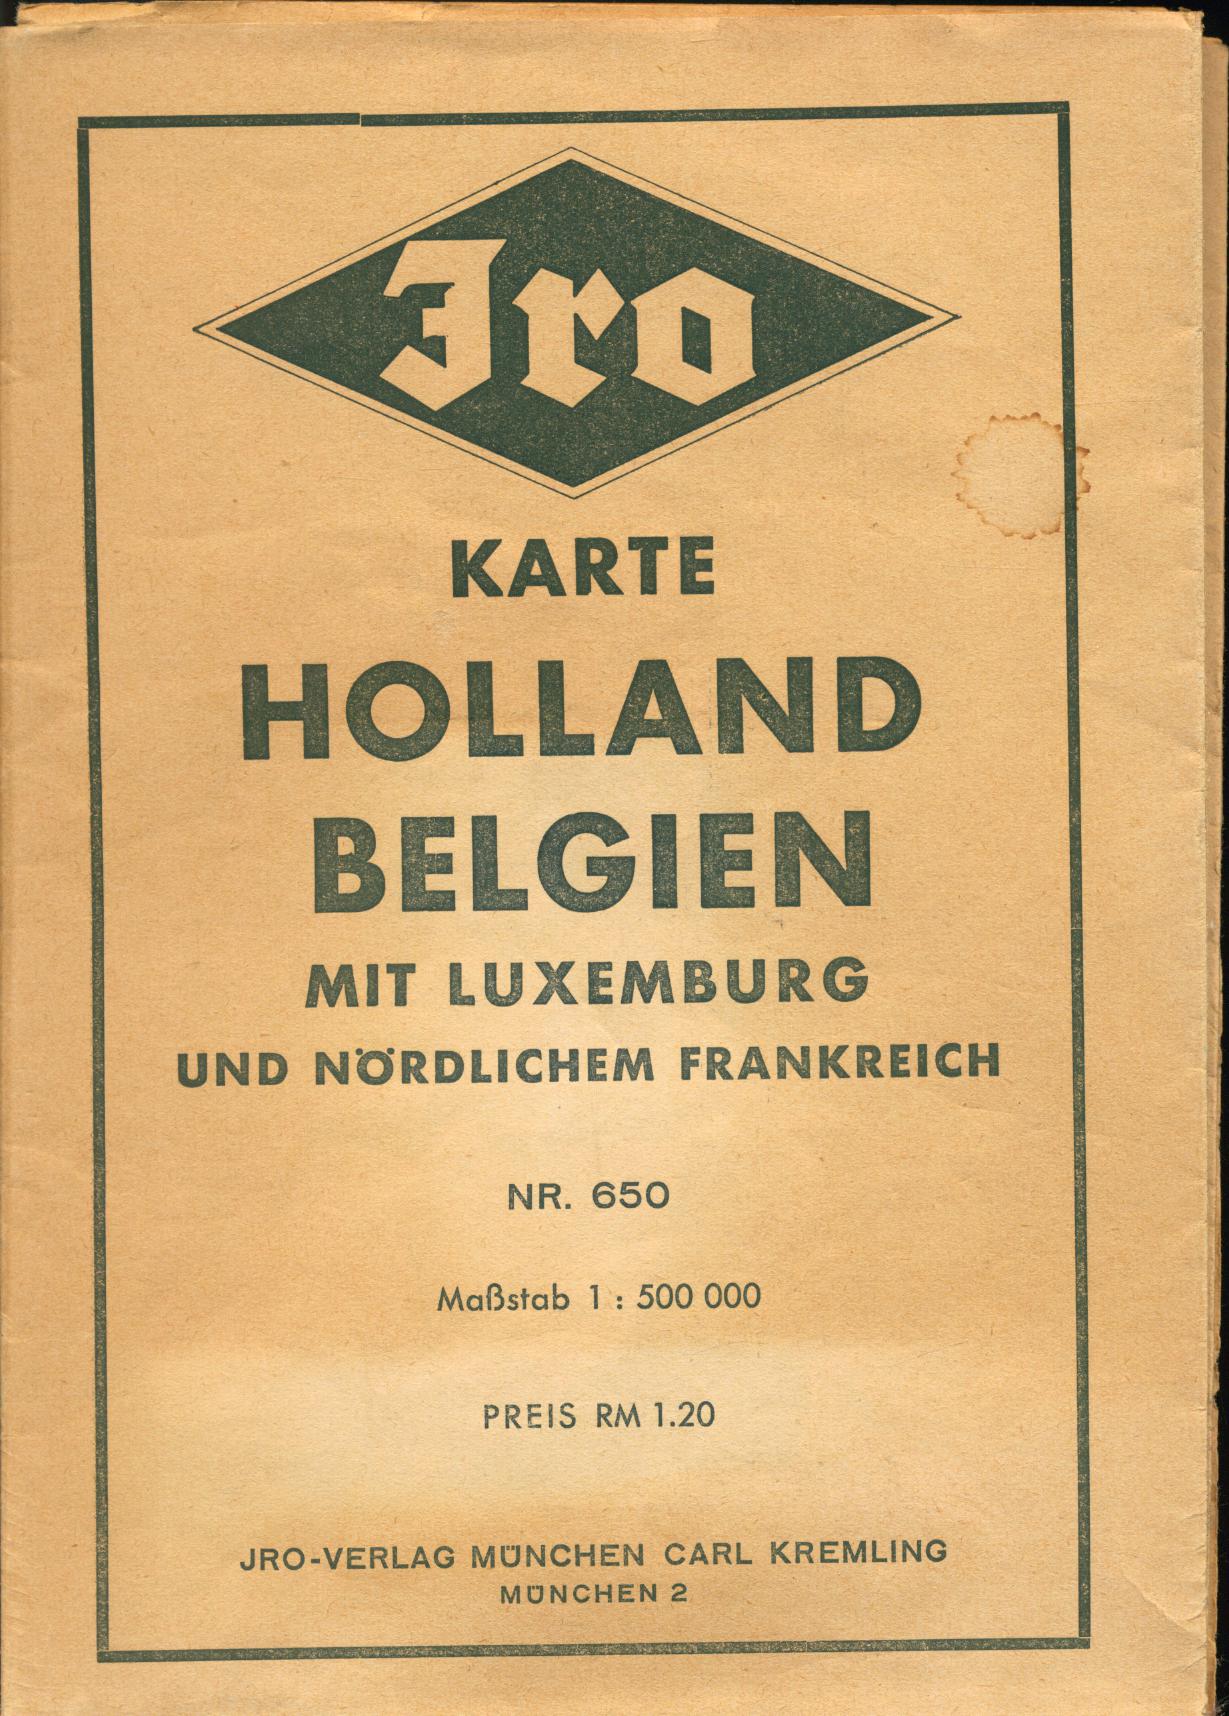 Jro
KARTE
HOLLAND
BELGIEN
MIT LUXEMBURG
UND NÖRDLICHEM FRANKREICH
NR. 650
Maßstab 1 : 500 000
PREIS RM 1.20
JRO-VERLAG MÜNCHEN CARL KREMLING
MÜNCHEN 2